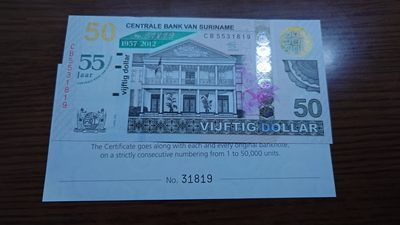 50
CENTRALE BANK VAN SURINAME
CB5531819
1957-2012
55
Jaar
CB5531819
vijftig dollar
50
VIJFTIG DOLLAR
The Certificate goes along with each and every original banknote,
on a strictly consecutive numbering from 1 to 50,000 units.
No. 31819